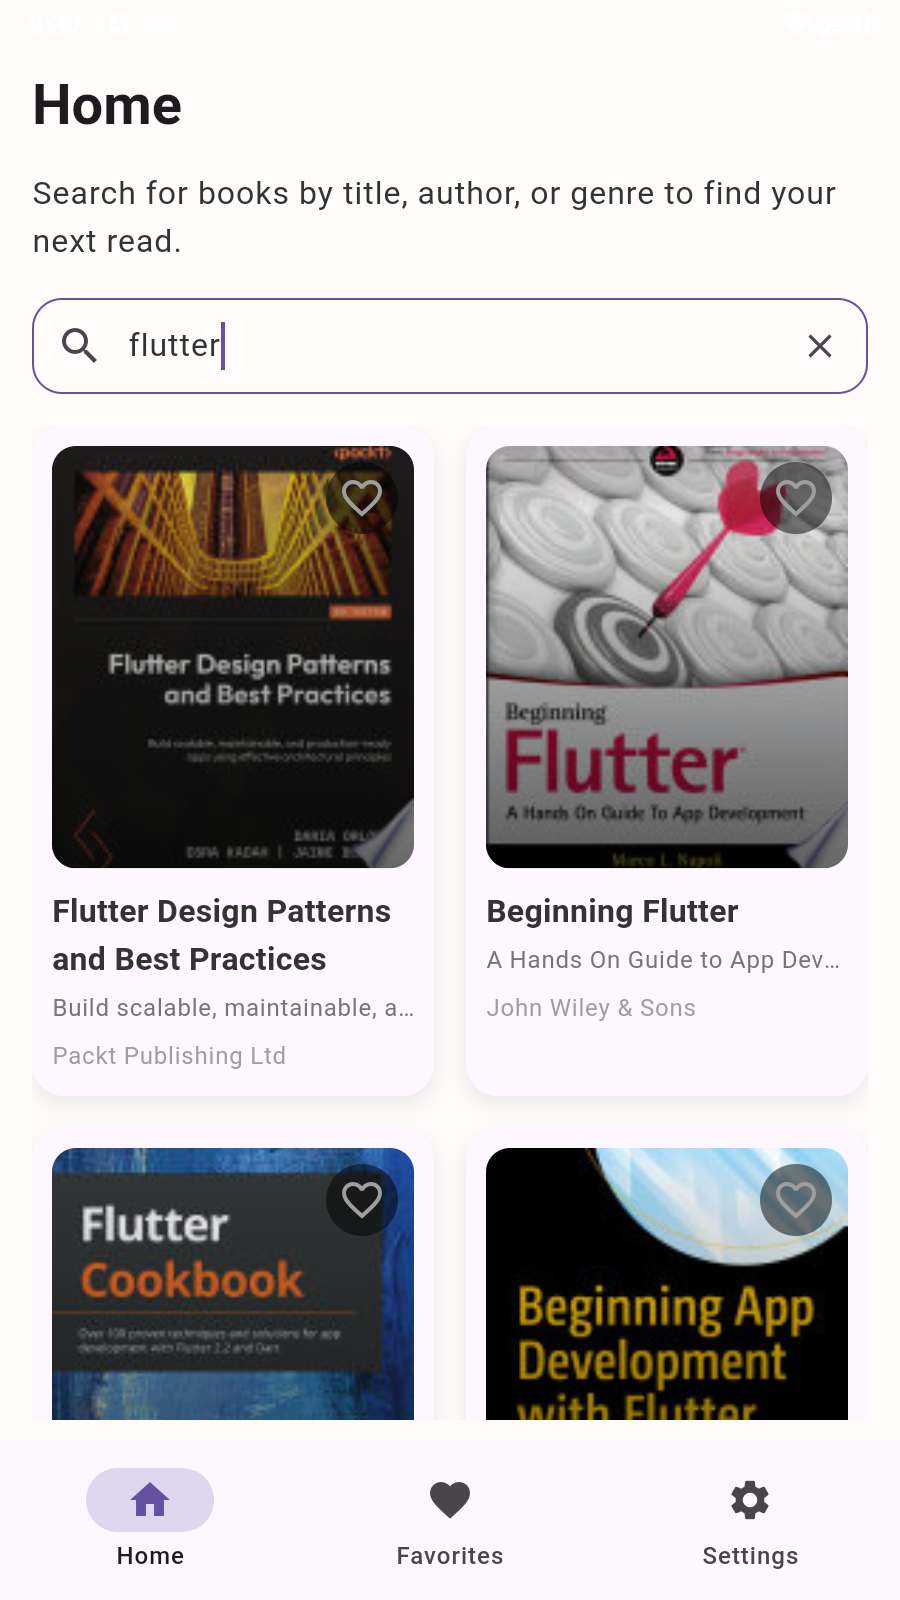 9:37
Home
Search for books by title, author, or genre to find your
next read.
flutter
<packt>
Flutter Design Patterns
and Best Practices
Build scalable, maintainable, and production-ready
apps using effective architectural principles
DARIA ORLO
ESRA KADAH | JAIME B
Beginning
Flutter
A Hands On Guide To App Development
Marco L. Napoli
Flutter Design Patterns
and Best Practices
Build scalable, maintainable, a…
Packt Publishing Ltd
Beginning Flutter
A Hands On Guide to App Dev…
John Wiley & Sons
Flutter
Cookbook
Over 100 proven techniques and solutions for app
development with Flutter 2.2 and Dart
Beginning App
Development
with Flutter
Home
Favorites
Settings